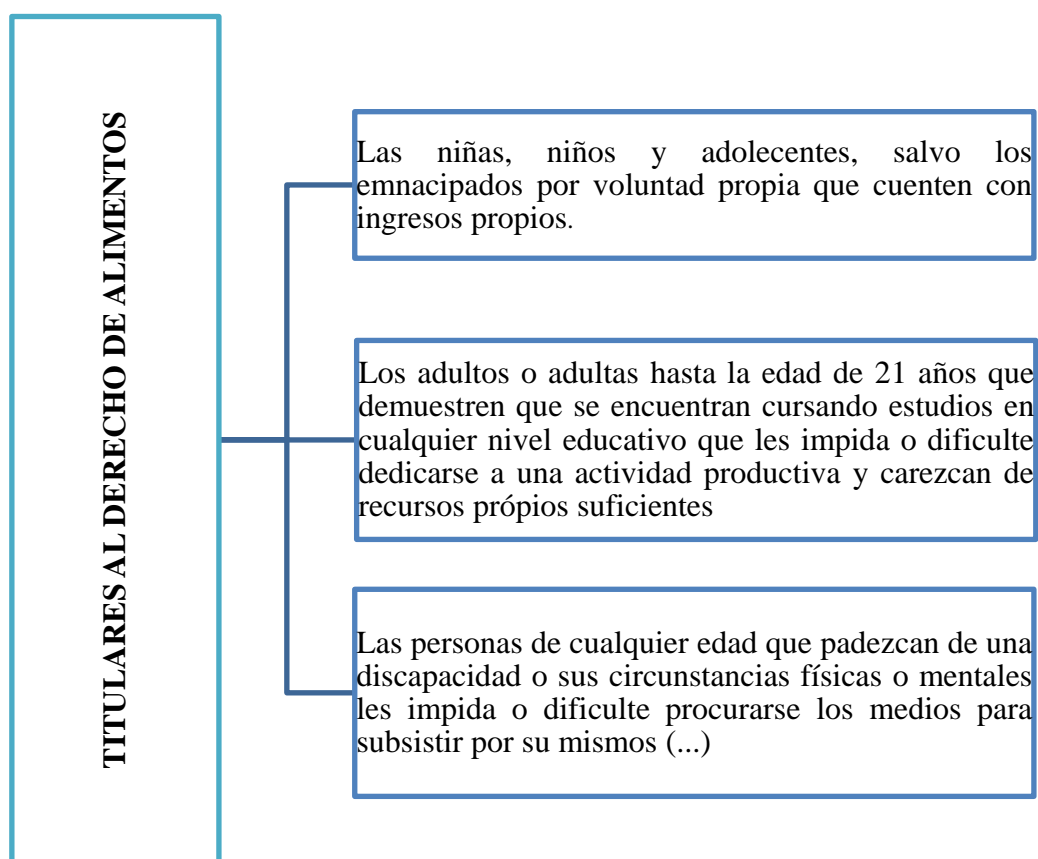 TITULARES AL DERECHO DE ALIMENTOS
Las niñas, niños y adolecentes, salvo los
emnacipados por voluntad propia que cuenten con
ingresos propios.
Los adultos o adultas hasta la edad de 21 años que
demuestren que se encuentran cursando estudios en
cualquier nivel educativo que les impida o dificulte
dedicarse a una actividad productiva y carezcan de
recursos própios suficientes
Las personas de cualquier edad que padezcan de una
discapacidad o sus circunstancias físicas o mentales
les impida o dificulte procurarse los medios para
subsistir por su mismos (...)